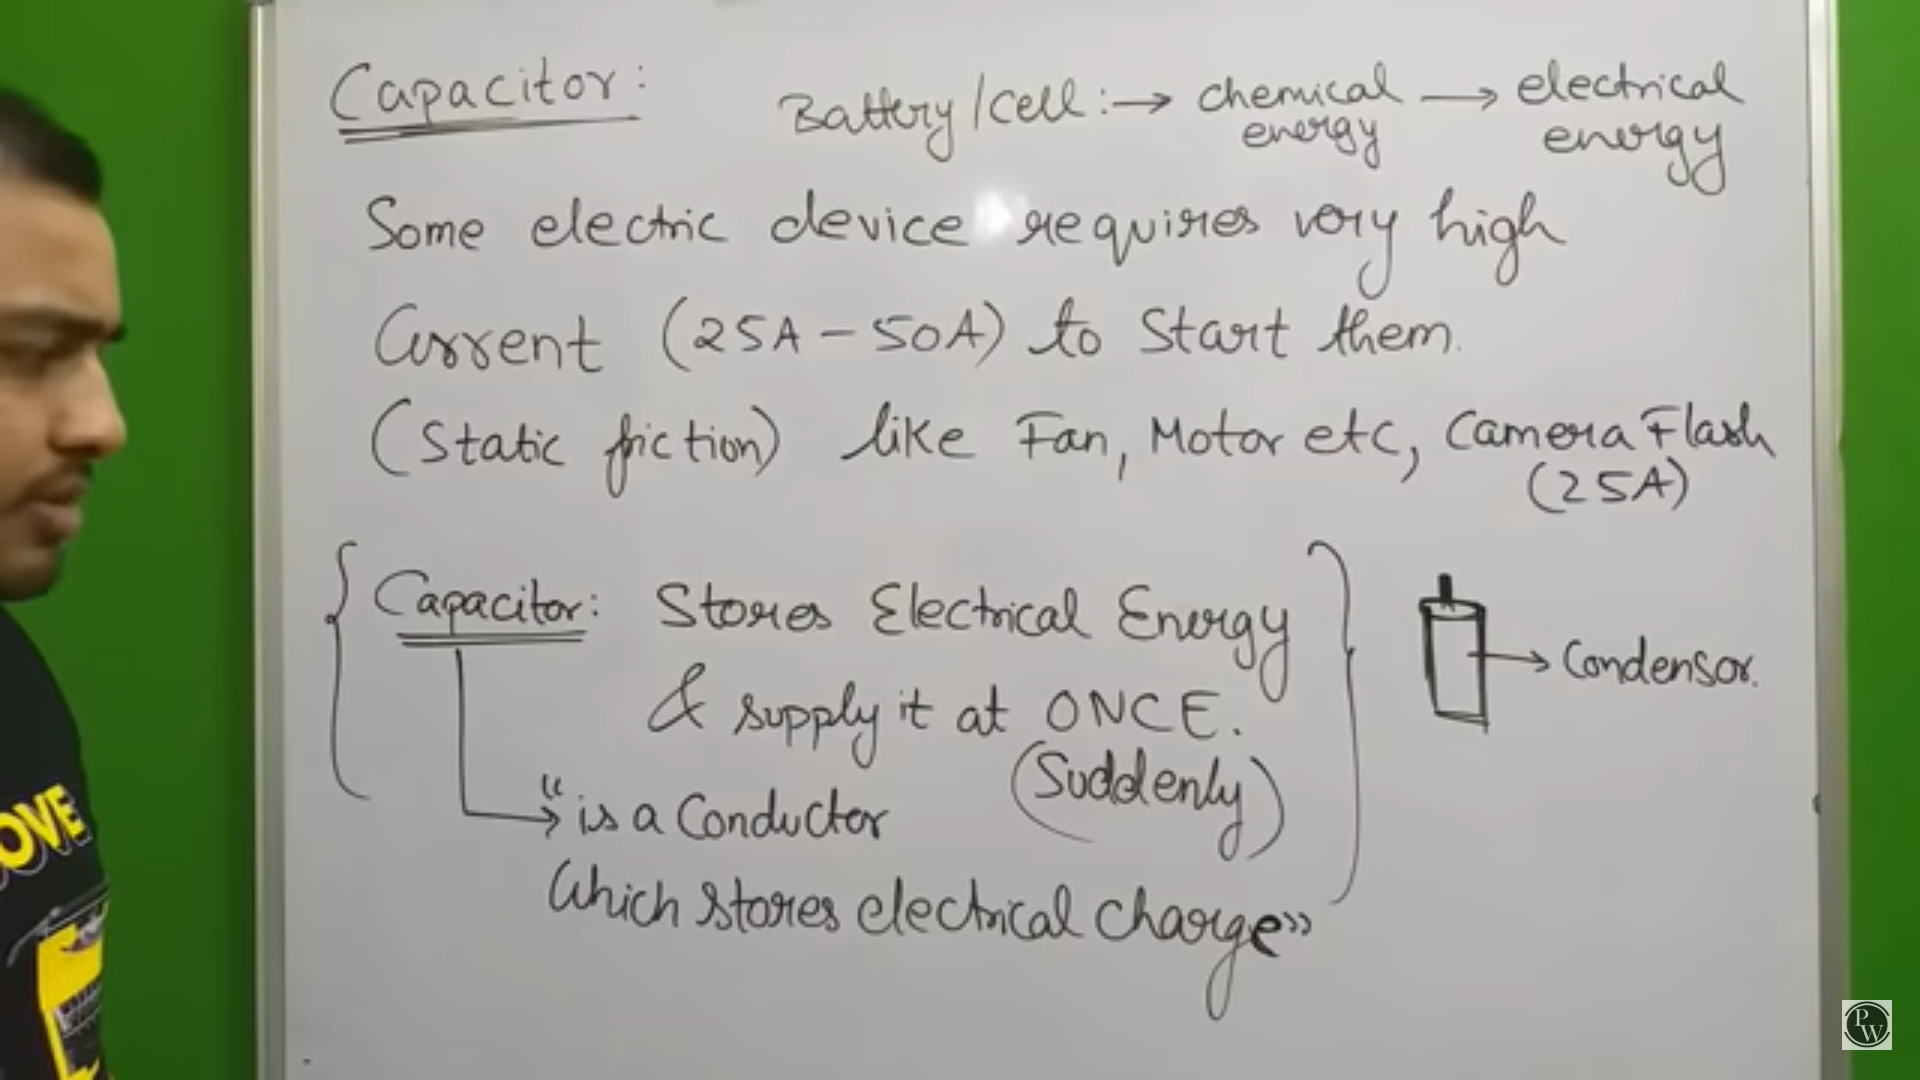 Capacitor:
Battery/cell:→ chemical energy → electrical energy
Some electric device requires very high
Current (25A - 50A) to Start them.
(Static friction) like Fan, Motor etc, Camera Flash
(25A)
Capacitor: Stores Electrical Energy
& supply it at ONCE.
(Suddenly)
→ Condensor.
→ "is a Conductor
Which stores electrical charge"
OVE
PW